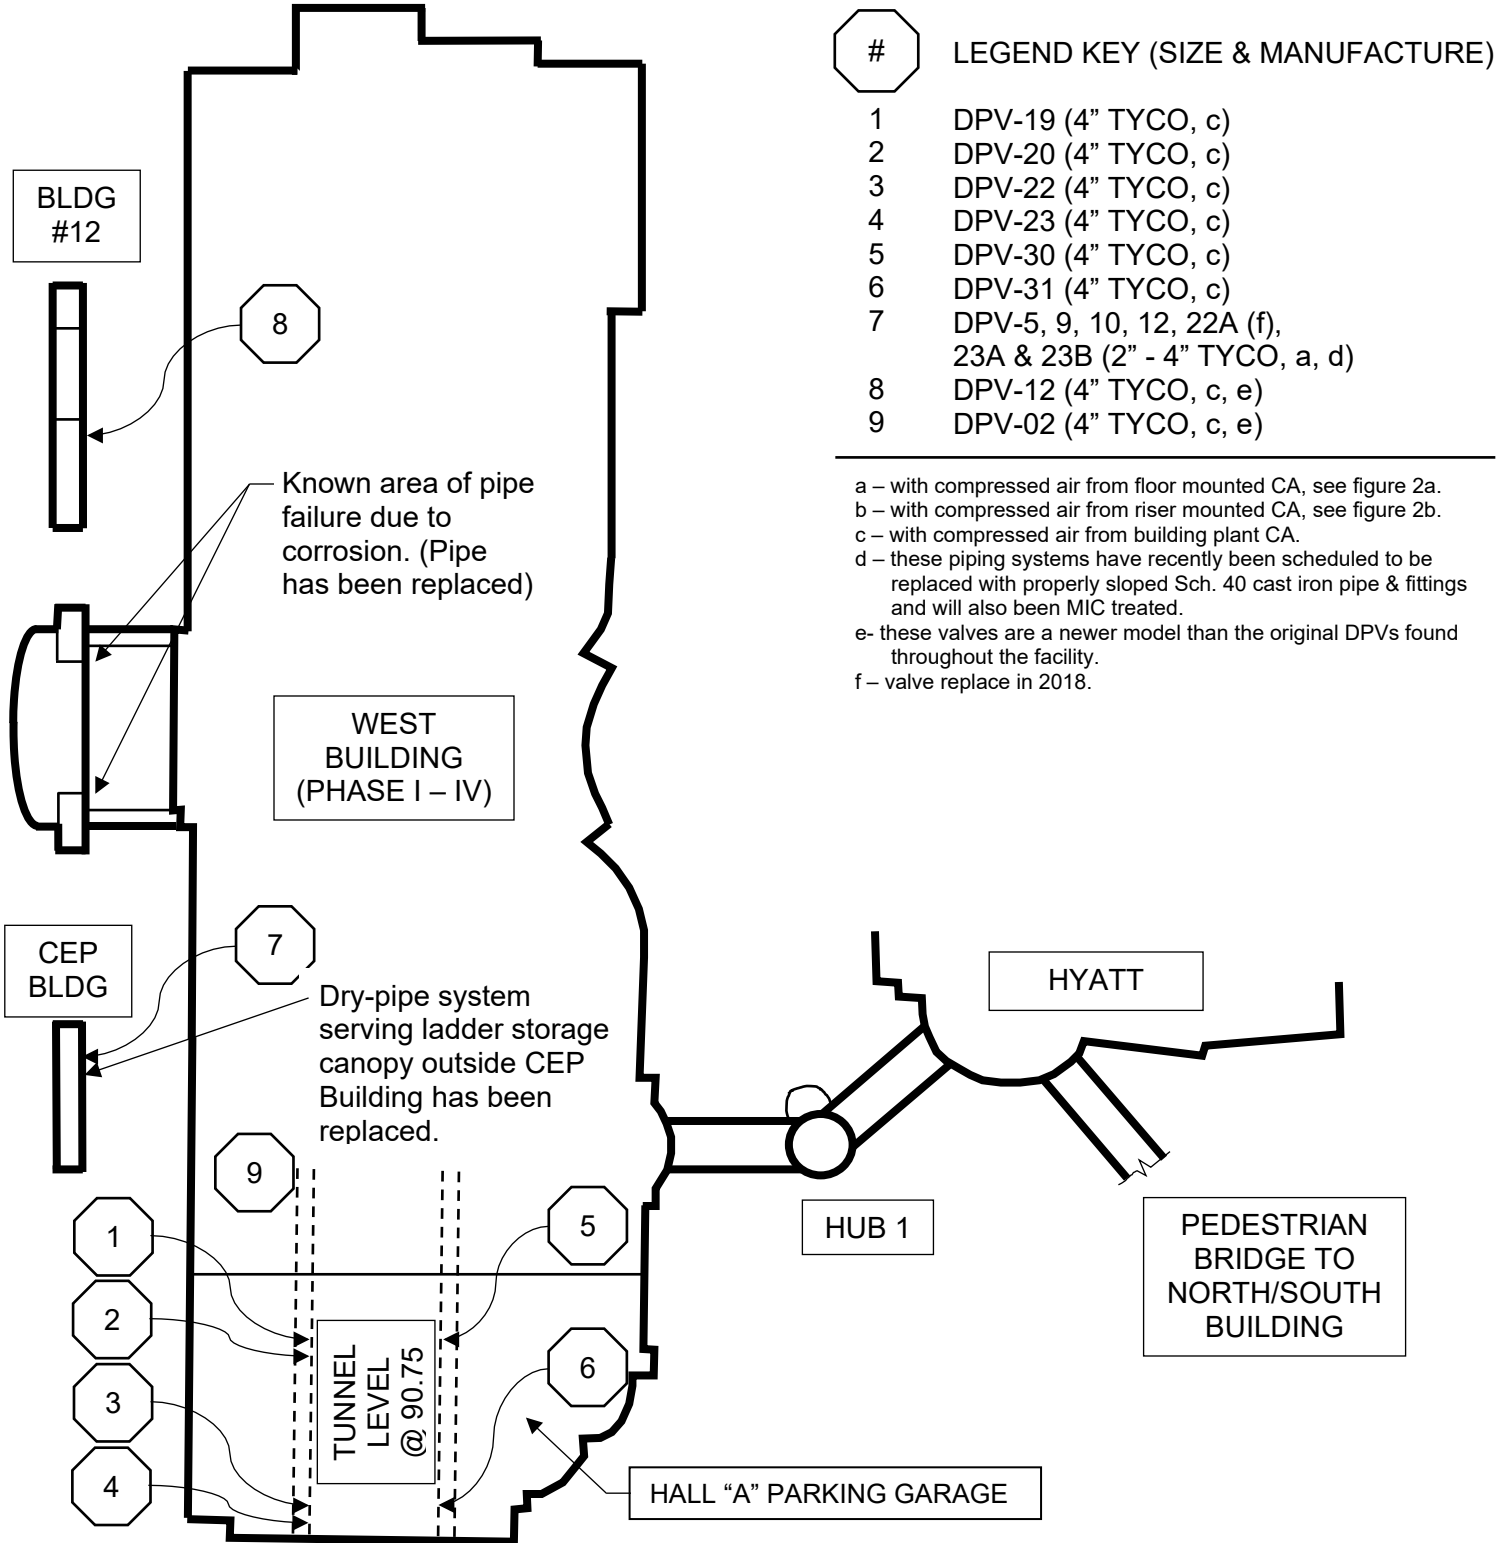 # LEGEND KEY (SIZE & MANUFACTURE)
1 DPV-19 (4” TYCO, c)
2 DPV-20 (4” TYCO, c)
3 DPV-22 (4” TYCO, c)
4 DPV-23 (4” TYCO, c)
5 DPV-30 (4” TYCO, c)
6 DPV-31 (4” TYCO, c)
7 DPV-5, 9, 10, 12, 22A (f),
23A & 23B (2” - 4” TYCO, a, d)
8 DPV-12 (4” TYCO, c, e)
9 DPV-02 (4” TYCO, c, e)
a – with compressed air from floor mounted CA, see figure 2a.
b – with compressed air from riser mounted CA, see figure 2b.
c – with compressed air from building plant CA.
d – these piping systems have recently been scheduled to be
replaced with properly sloped Sch. 40 cast iron pipe & fittings
and will also been MIC treated.
e- these valves are a newer model than the original DPVs found
throughout the facility.
f – valve replace in 2018.
BLDG
#12
8
Known area of pipe
failure due to
corrosion. (Pipe
has been replaced)
WEST
BUILDING
(PHASE I – IV)
CEP
BLDG
7
Dry-pipe system
serving ladder storage
canopy outside CEP
Building has been
replaced.
HYATT
HUB 1
PEDESTRIAN
BRIDGE TO
NORTH/SOUTH
BUILDING
9
1
2
3
4
5
6
TUNNEL
LEVEL
@ 90.75
HALL “A” PARKING GARAGE